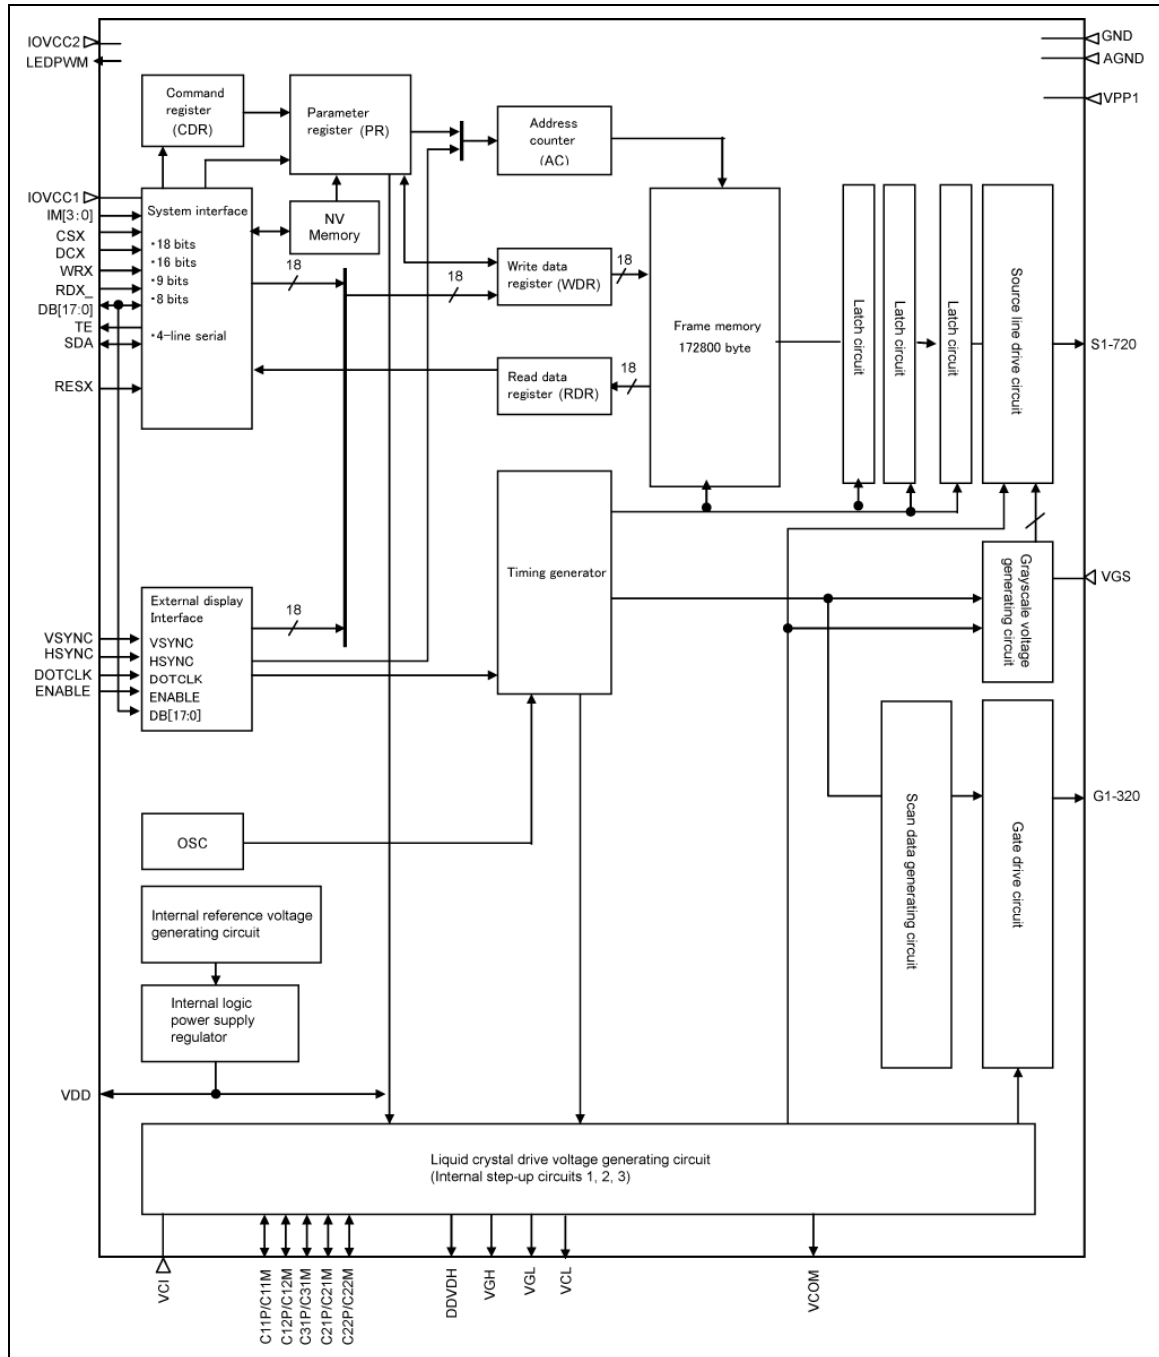 IOVCC2
LEDPWM
GND
AGND
VPP1
Command
register
(CDR)
Parameter
register (PR)
Address
counter
(AC)
IOVCC1
IM[3:0]
CSX
DCX
WRX
RDX_
DB[17:0]
TE
SDA
RESX
System interface
・18 bits
・16 bits
・9 bits
・8 bits
・4-line serial
NV
Memory
18
18
Write data
register (WDR)
18
Read data
register (RDR)
18
Frame memory
172800 byte
Latch circuit
Latch circuit
Latch circuit
Source line drive circuit
S1-720
Timing generator
Grayscale voltage
generating circuit
VGS
External display
Interface
VSYNC
HSYNC
DOTCLK
ENABLE
DB[17:0]
18
VSYNC
HSYNC
DOTCLK
ENABLE
Scan data generating circuit
Gate drive circuit
G1-320
OSC
Internal reference voltage
generating circuit
Internal logic
power supply
regulator
VDD
Liquid crystal drive voltage generating circuit
(Internal step-up circuits 1, 2, 3)
VCI
C11P/C11M
C12P/C12M
C31P/C31M
C21P/C21M
C22P/C22M
DDVDH
VGH
VGL
VCL
VCOM